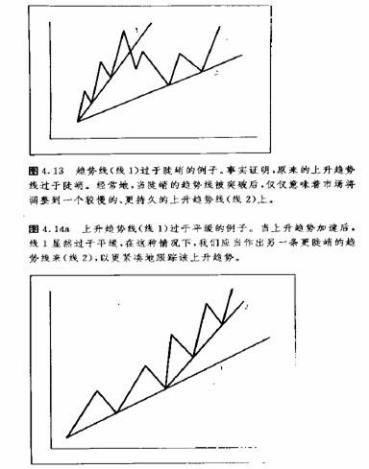 图 4.13 趋势线(线1)过于陡峭的例子。事实证明,原来的上升趋势
线过于陡峭。经常地,当陡峭的趋势线被突破后,仅仅意味着市场将
调整到一个较慢的、更持久的上升趋势线(线2)上。
图 4.14a 上升趋势线(线1)过于平缓的例子。当上升趋势加速后,
线1显然过于平缓,在这种情况下,我们应当作出另一条更陡峭的趋
势线来(线2),以更紧凑地跟踪该上升趋势。